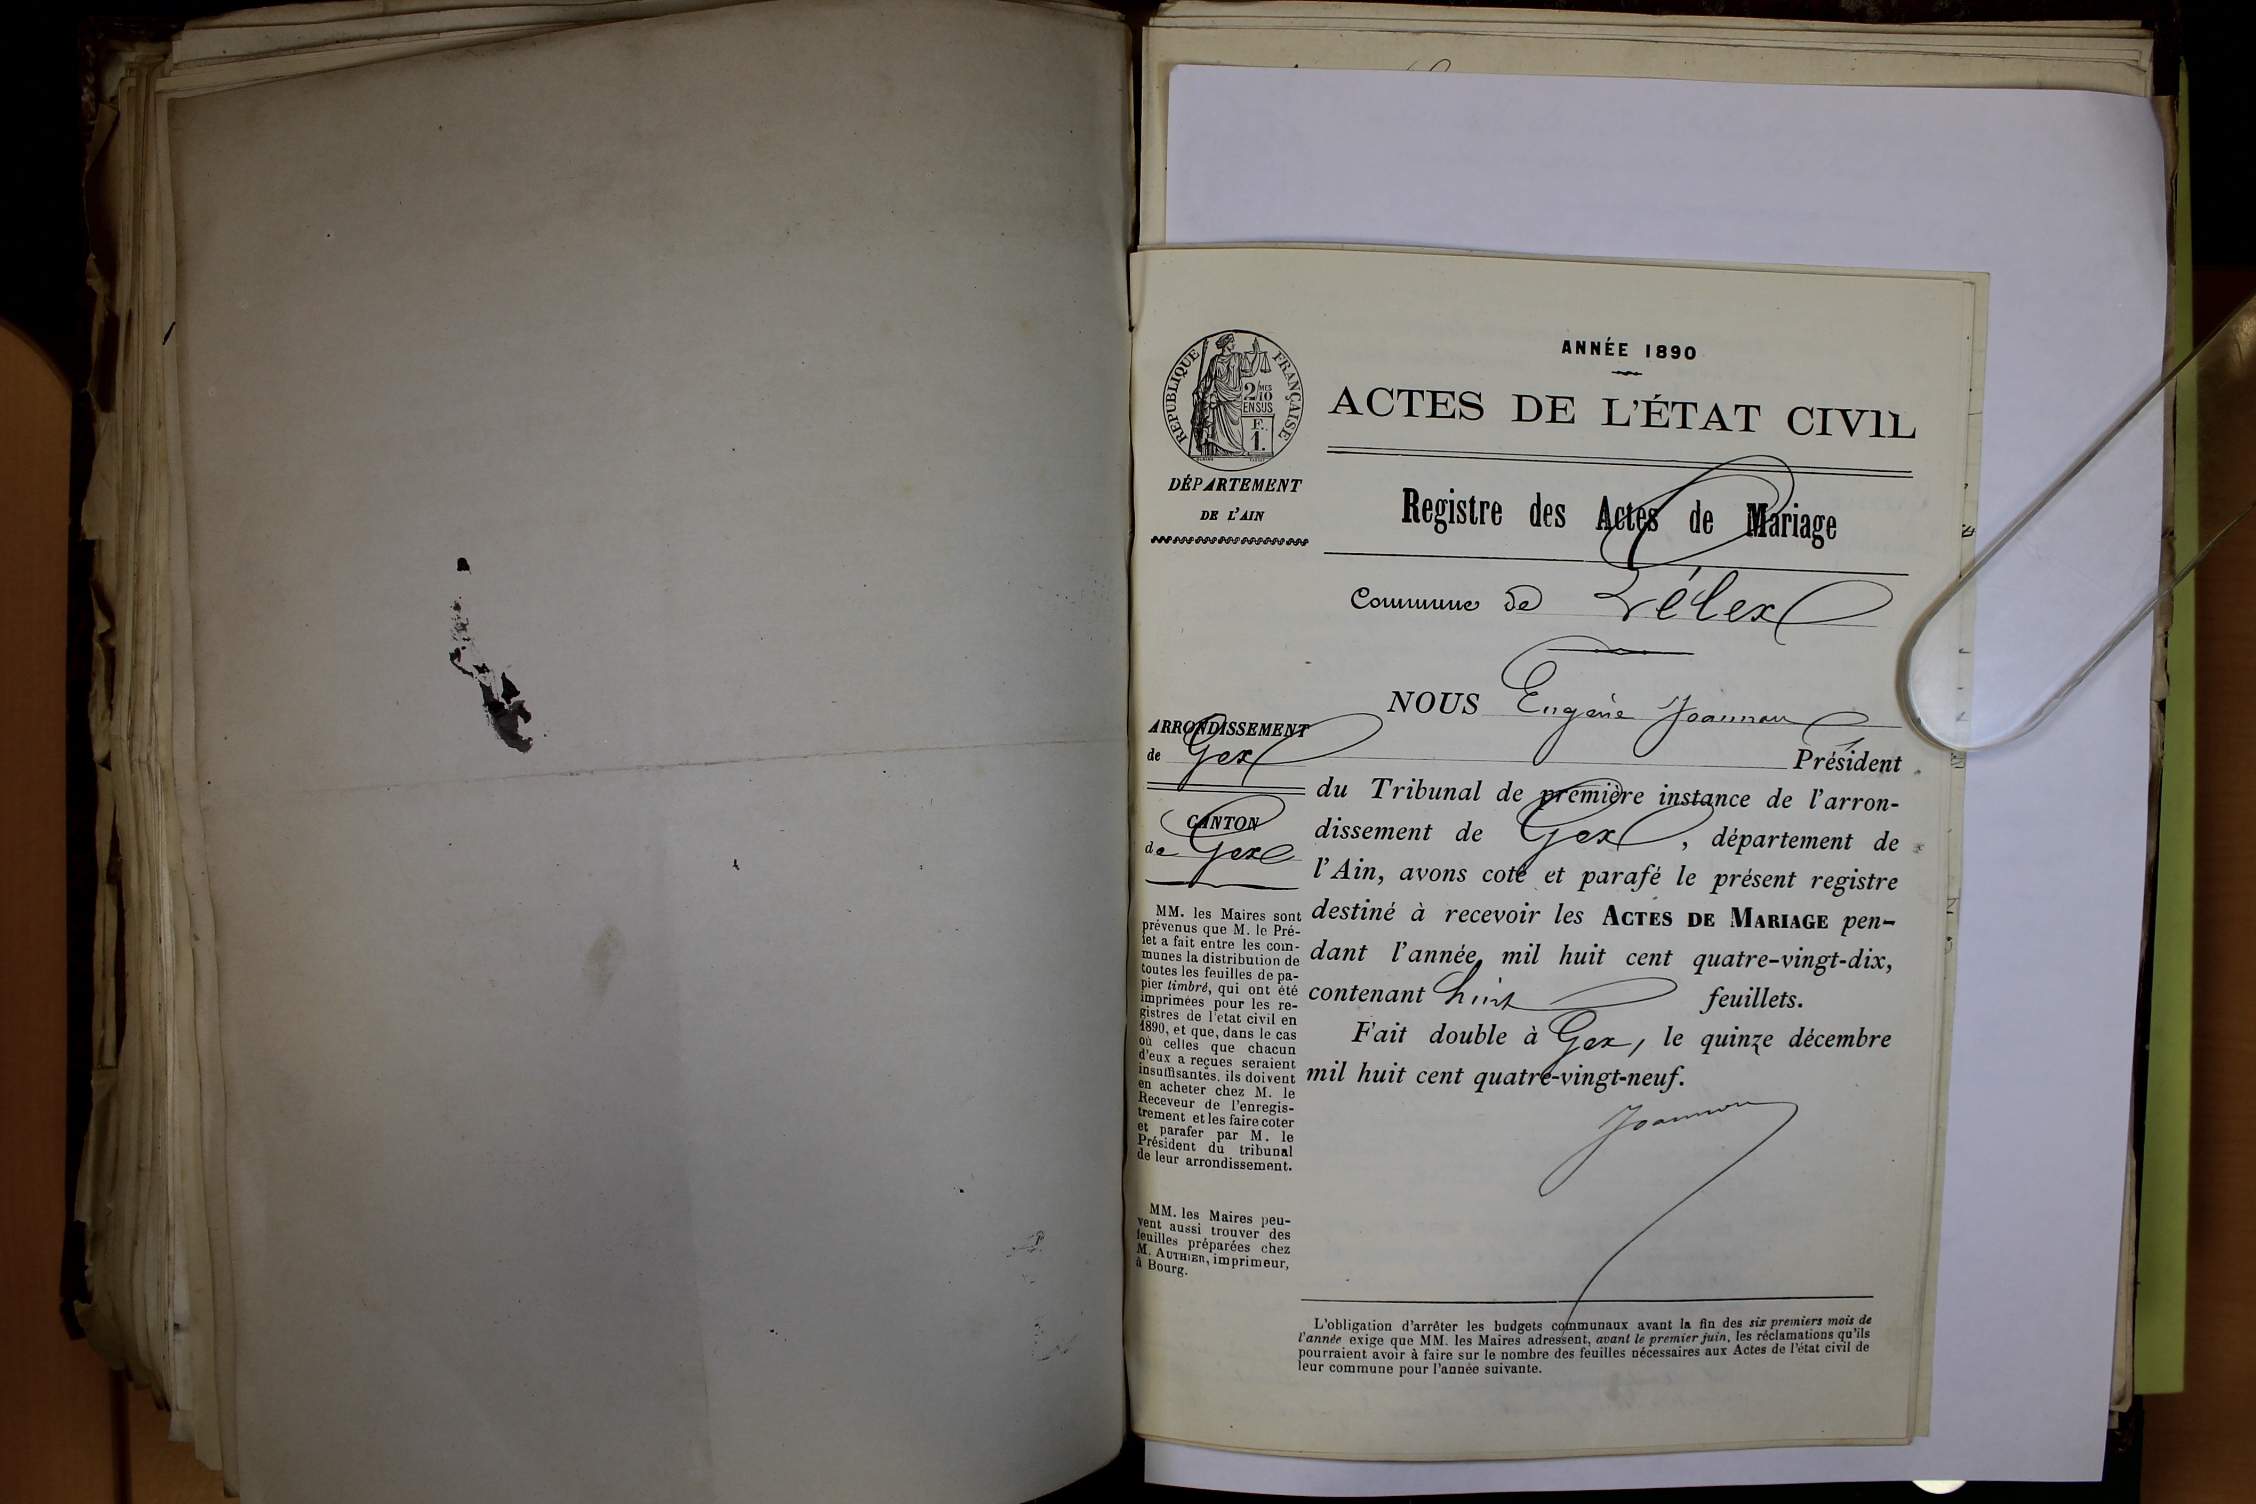 ANNÉE 1890
ACTES DE L'ÉTAT CIVIL
RÉPUBLIQUE FRANÇAISE
2/MES 10
EN SUS
F. 1.
DÉPARTEMENT
DE L'AIN
Registre des Actes de Mariage
Commune de Lélex
NOUS Eugène Joannon
Président
du Tribunal de première instance de l'arron-
dissement de Gex, département de
l'Ain, avons coté et parafé le présent registre
destiné à recevoir les ACTES DE MARIAGE pen-
dant l'année mil huit cent quatre-vingt-dix,
contenant huit feuillets.
Fait double à Gex, le quinze décembre
mil huit cent quatre-vingt-neuf.
Joannon
ARRONDISSEMENT
de Gex
CANTON
de Gex
MM. les Maires sont
prévenus que M. le Pré-
fet a fait entre les com-
munes la distribution de
toutes les feuilles de pa-
pier timbré, qui ont été
imprimées pour les re-
gistres de l'état civil en
1890, et que, dans le cas
où celles que chacun
d'eux a reçues seraient
insuffisantes, ils doivent
en acheter chez M. le
Receveur de l'enregis-
trement et les faire coter
et parafer par M. le
Président du tribunal
de leur arrondissement.
MM. les Maires peu-
vent aussi trouver des
feuilles préparées chez
M. AUTHIER, imprimeur,
à Bourg.
L'obligation d'arrêter les budgets communaux avant la fin des six premiers mois de
l'année exige que MM. les Maires adressent, avant le premier juin, les réclamations qu'ils
pourraient avoir à faire sur le nombre des feuilles nécessaires aux Actes de l'état civil de
leur commune pour l'année suivante.